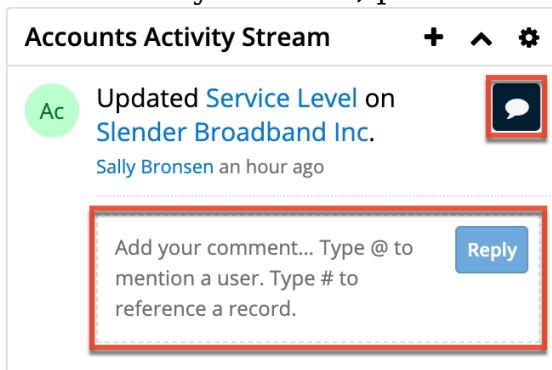 Accounts Activity Stream
Ac
Updated Service Level on
Slender Broadband Inc.
Sally Bronsen an hour ago
Add your comment... Type @ to
mention a user. Type # to
reference a record.
Reply